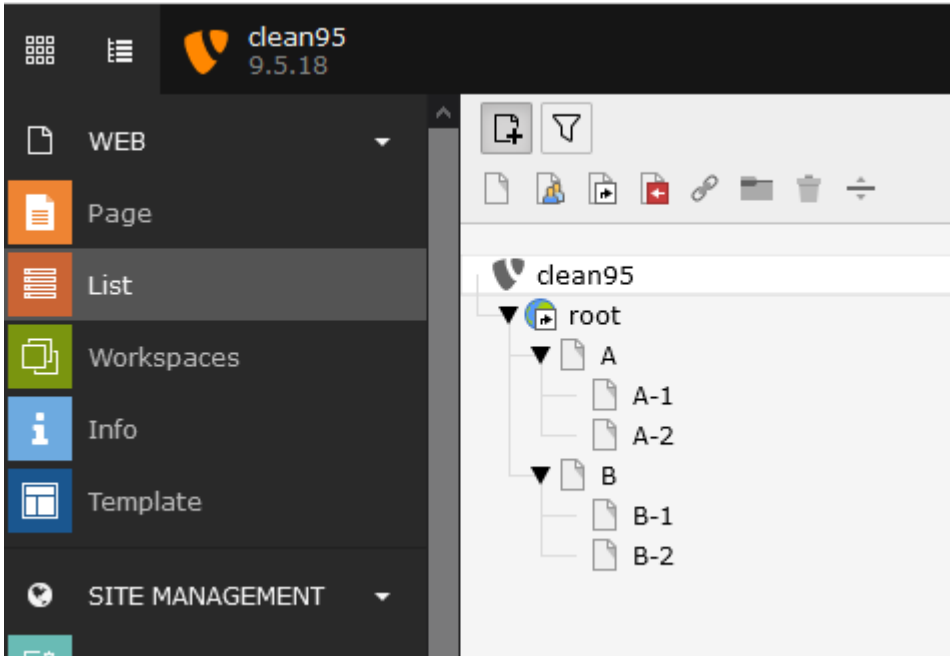 clean95
9.5.18
WEB
Page
List
Workspaces
Info
Template
SITE MANAGEMENT
clean95
root
A
A-1
A-2
B
B-1
B-2